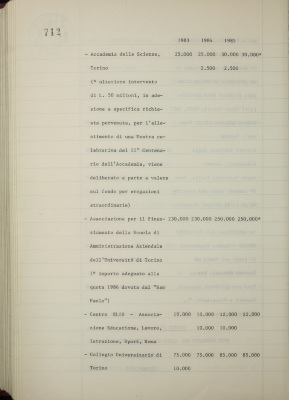 712
1983 1984 1985
- Accademia delle Scienze, 25.000 25.000 30.000 30.000*
Torino 2.500 2.500
(* ulteriore intervento
di L. 50 milioni, in ade-
sione a specifica richie-
sta pervenuta, per l'alle-
stimento di una Mostra ce-
lebrativa del II° Centena-
rio dell'Accademia, viene
deliberato a parte a valere
sul fondo per erogazioni
straordinarie)
- Associazione per il Finan- 230.000 230.000 250.000 250.000*
ziamento della Scuola di
Amministrazione Aziendale
dell'Università di Torino
(* importo adeguato alla
quota 1986 dovuta dal "San
Paolo")
- Centro ELIS - Associa- 10.000 10.000 10.000 10.000
zione Educazione, Lavoro, 10.000 10.000
Istruzione, Sport, Roma
- Collegio Universitario di 75.000 75.000 85.000 85.000
Torino 10.000